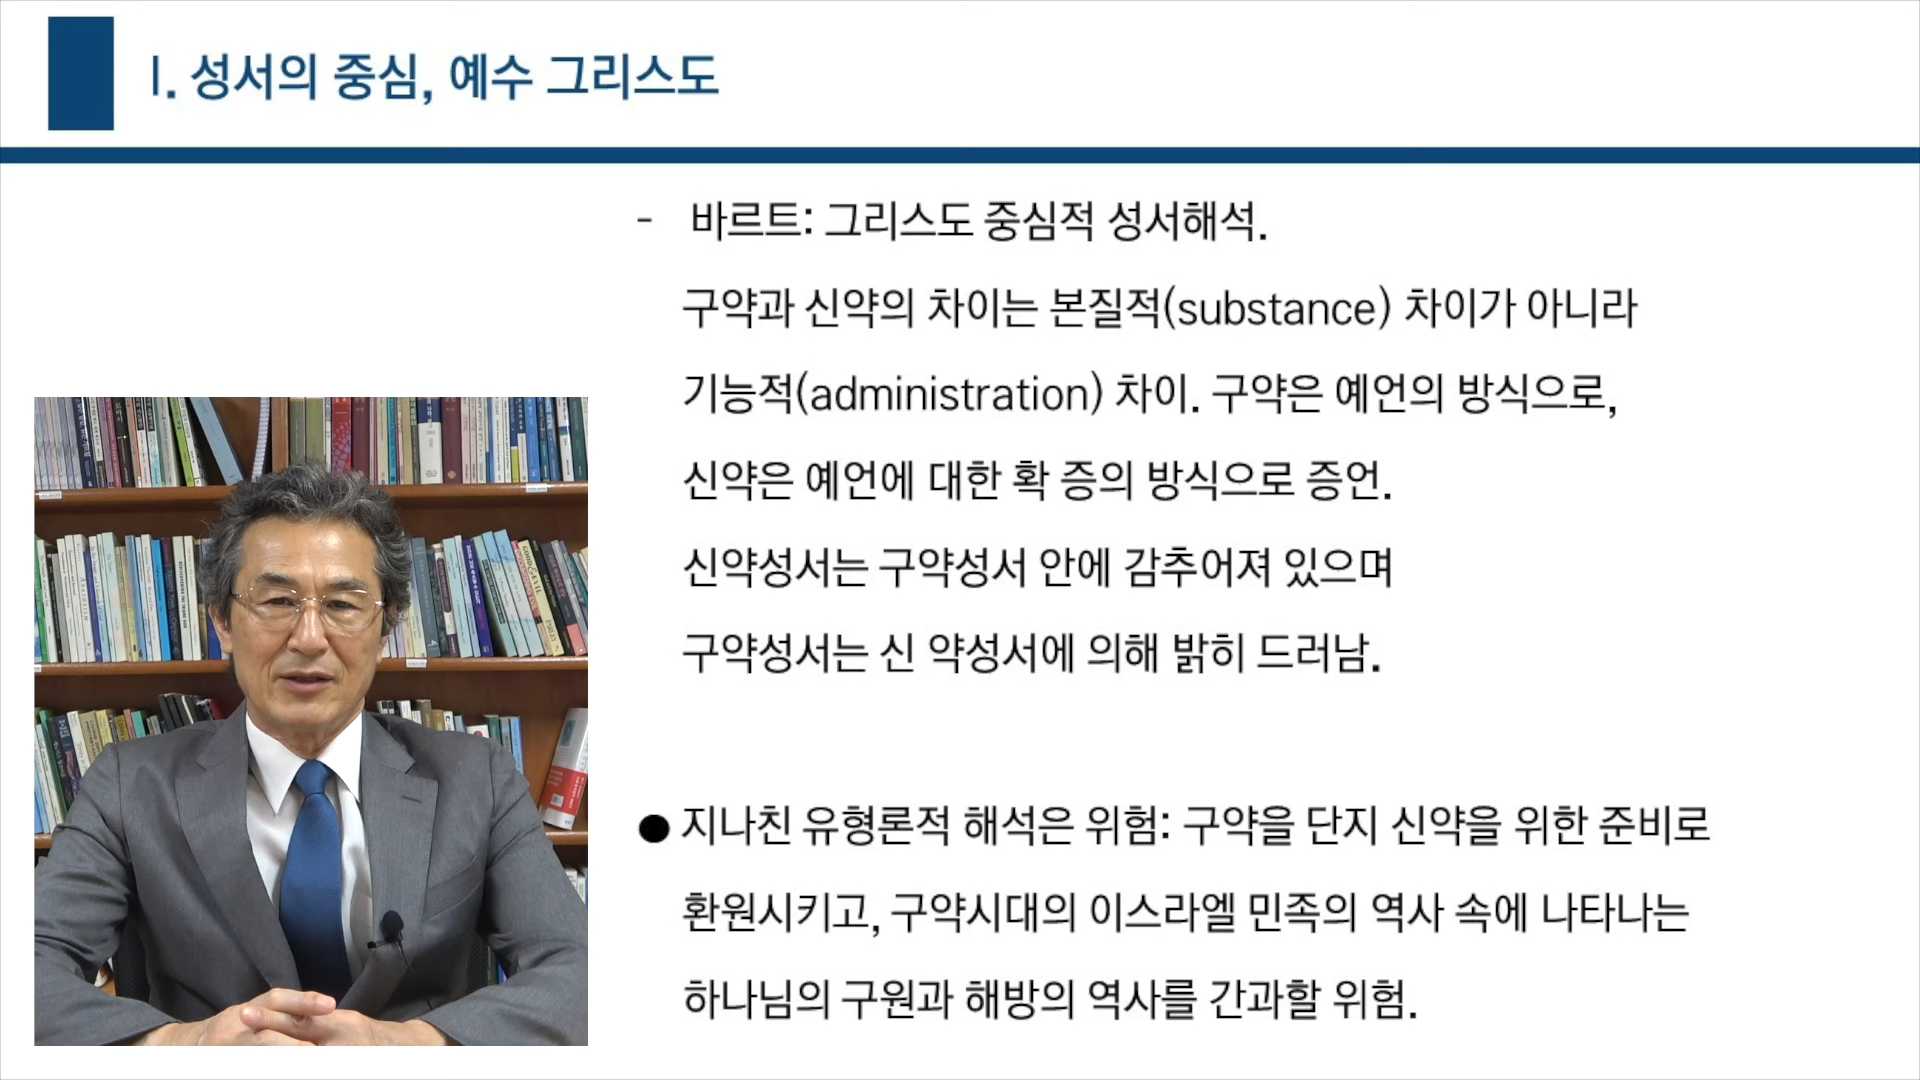 I. 성서의 중심, 예수 그리스도
- 바르트: 그리스도 중심적 성서해석.
구약과 신약의 차이는 본질적(substance) 차이가 아니라
기능적(administration) 차이. 구약은 예언의 방식으로,
신약은 예언에 대한 확 증의 방식으로 증언.
신약성서는 구약성서 안에 감추어져 있으며
구약성서는 신 약성서에 의해 밝히 드러남.
● 지나친 유형론적 해석은 위험: 구약을 단지 신약을 위한 준비로
환원시키고, 구약시대의 이스라엘 민족의 역사 속에 나타나는
하나님의 구원과 해방의 역사를 간과할 위험.